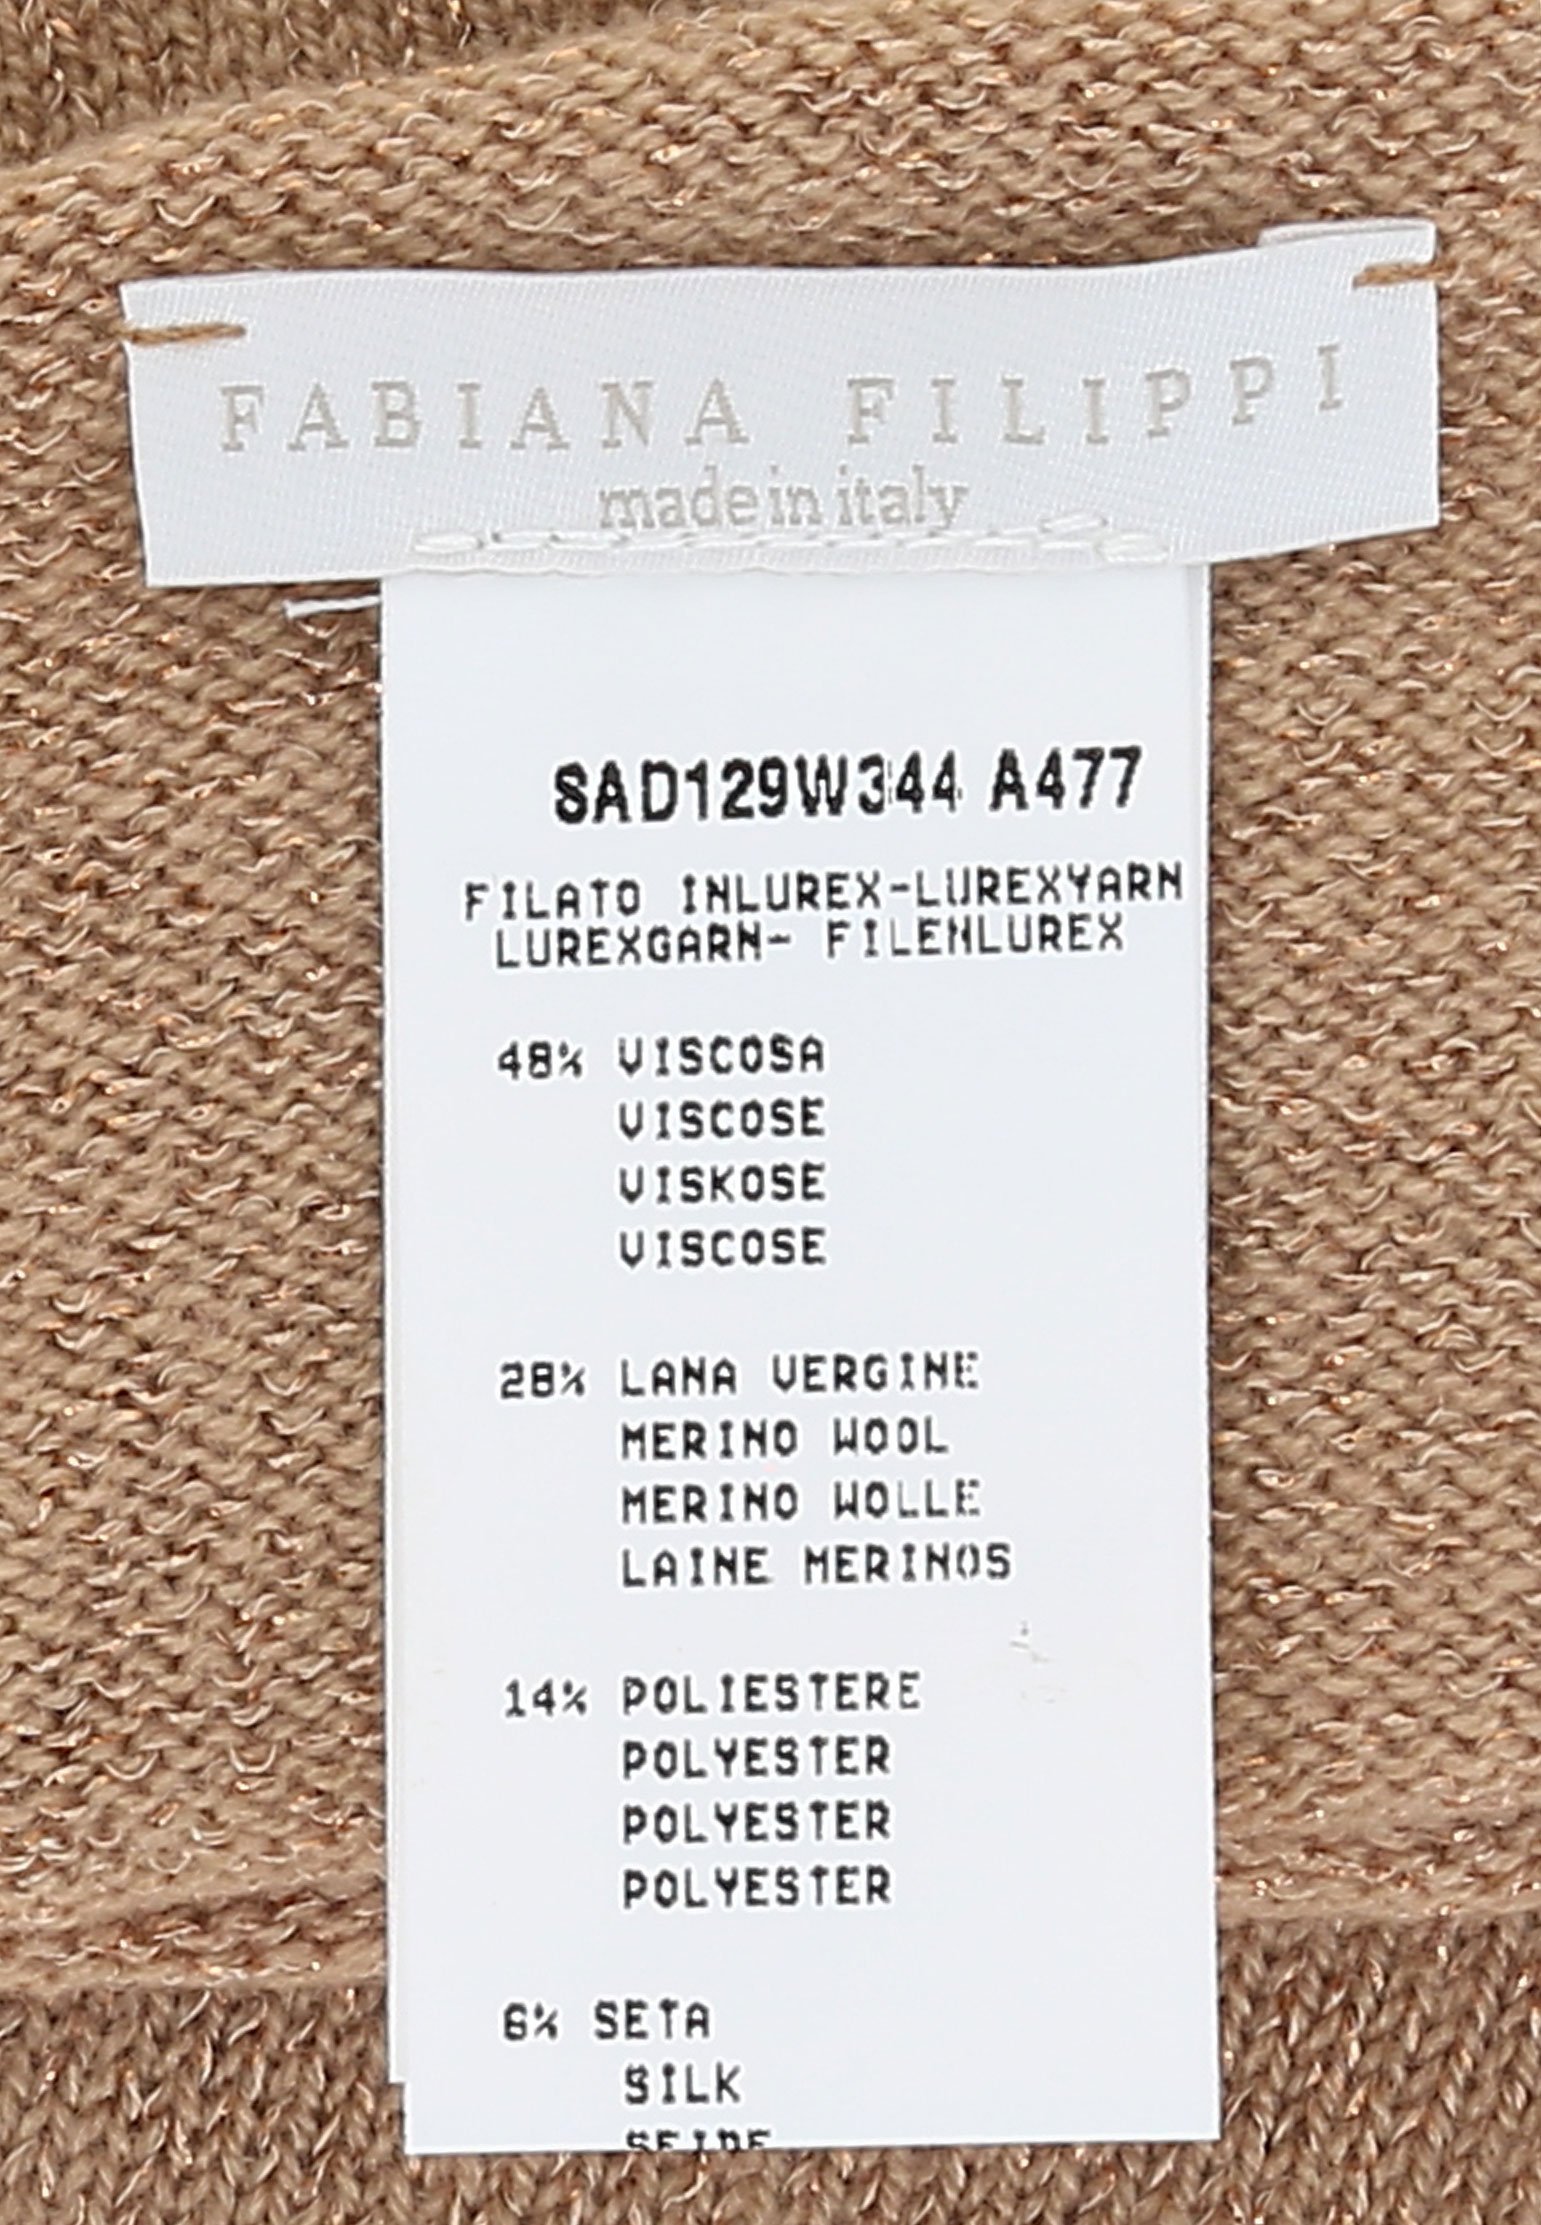 FABIANA FILIPPI
made in italy
SAD129W344 A477
FILATO INLUREX-LUREXYARN
LUREXGARN- FILENLUREX
48% VISCOSA
VISCOSE
VISKOSE
VISCOSE
28% LANA VERGINE
MERINO WOOL
MERINO WOLLE
LAINE MERINOS
14% POLIESTERE
POLYESTER
POLYESTER
POLYESTER
6% SETA
SILK
SEIDE